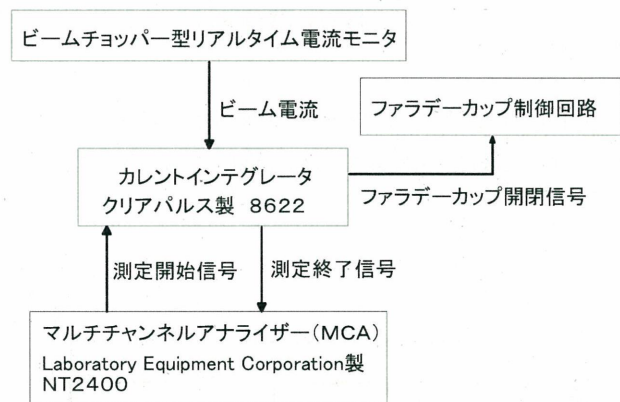 ビームチョッパー型リアルタイム電流モニタ
ビーム電流
ファラデーカップ制御回路
カレントインテグレータ
クリアパルス製 8622
ファラデーカップ開閉信号
測定開始信号
測定終了信号
マルチチャンネルアナライザー(MCA)
Laboratory Equipment Corporation製
NT2400